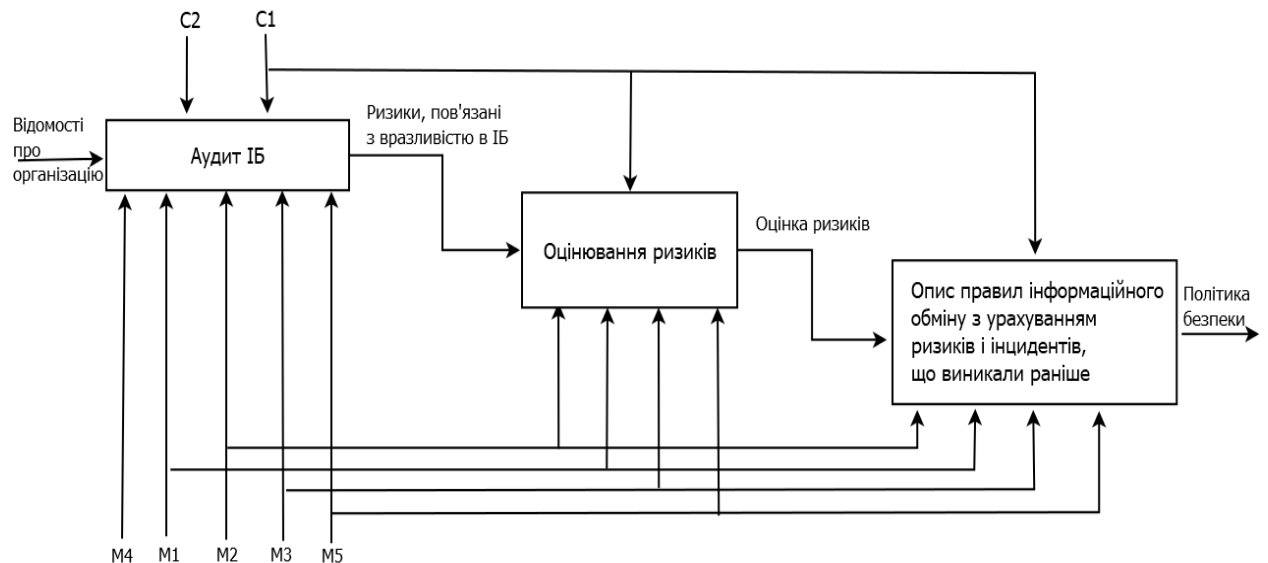 C2
C1
Відомості
про
організацію
Аудит ІБ
Ризики, пов'язані
з вразливістю в ІБ
Оцінювання ризиків
Оцінка ризиків
Опис правил інформаційного
обміну з урахуванням
ризиків і інцидентів,
що виникали раніше
Політика
безпеки
M4
M1
M2
M3
M5